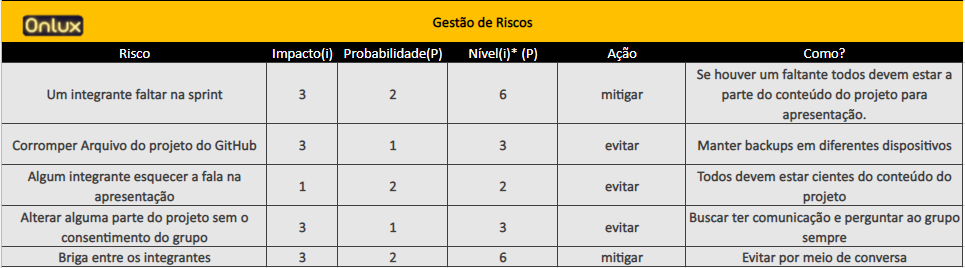 Onlux
Gestão de Riscos
Risco Impacto(i) Probabilidade(P) Nível(i)* (P) Ação Como?
Um integrante faltar na sprint 3 2 6 mitigar Se houver um faltante todos devem estar a
parte do conteúdo do projeto para
apresentação.
Corromper Arquivo do projeto do GitHub 3 1 3 evitar Manter backups em diferentes dispositivos
Algum integrante esquecer a fala na
apresentação 1 2 2 evitar Todos devem estar cientes do conteúdo do
projeto
Alterar alguma parte do projeto sem o
consentimento do grupo 3 1 3 evitar Buscar ter comunicação e perguntar ao grupo
sempre
Briga entre os integrantes 3 2 6 mitigar Evitar por meio de conversa